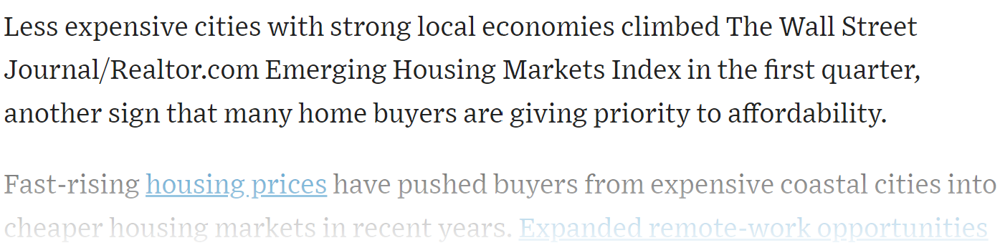 Less expensive cities with strong local economies climbed The Wall Street
Journal/Realtor.com Emerging Housing Markets Index in the first quarter,
another sign that many home buyers are giving priority to affordability.
Fast-rising housing prices have pushed buyers from expensive coastal cities into
cheaper housing markets in recent years. Expanded remote-work opportunities